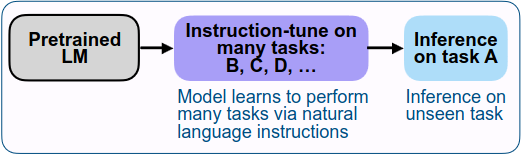 Pretrained
LM
Instruction-tune on
many tasks:
B, C, D, ...
Inference
on task A
Model learns to perform
many tasks via natural
language instructions
Inference on
unseen task